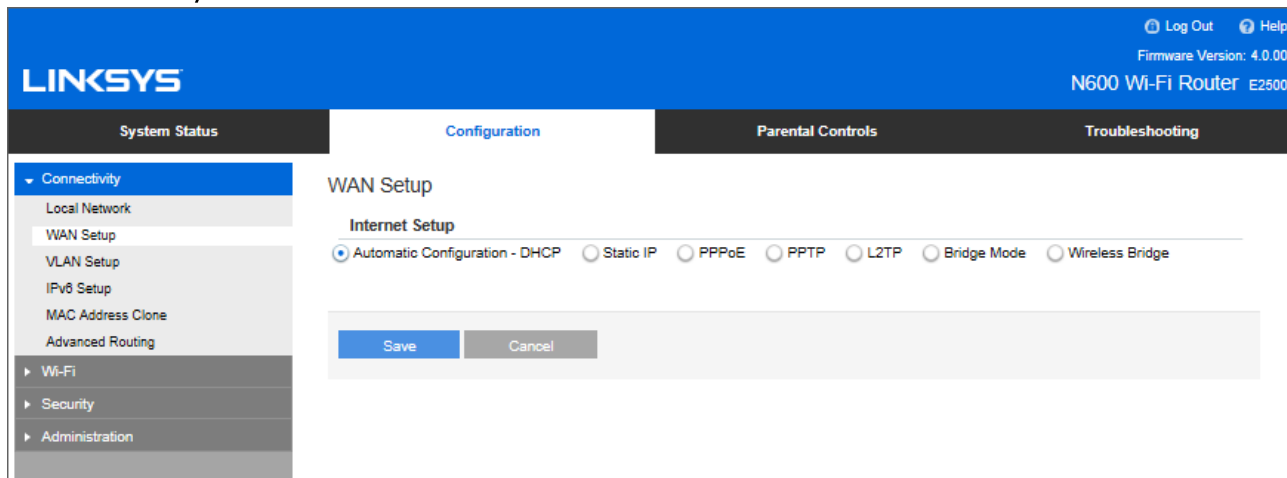 Log Out Help
Firmware Version: 4.0.00
LINKSYS
N600 Wi-Fi Router E2500
System Status Configuration Parental Controls Troubleshooting
Connectivity
Local Network
WAN Setup
VLAN Setup
IPv6 Setup
MAC Address Clone
Advanced Routing
Wi-Fi
Security
Administration
WAN Setup
Internet Setup
Automatic Configuration - DHCP Static IP PPPoE PPTP L2TP Bridge Mode Wireless Bridge
Save Cancel